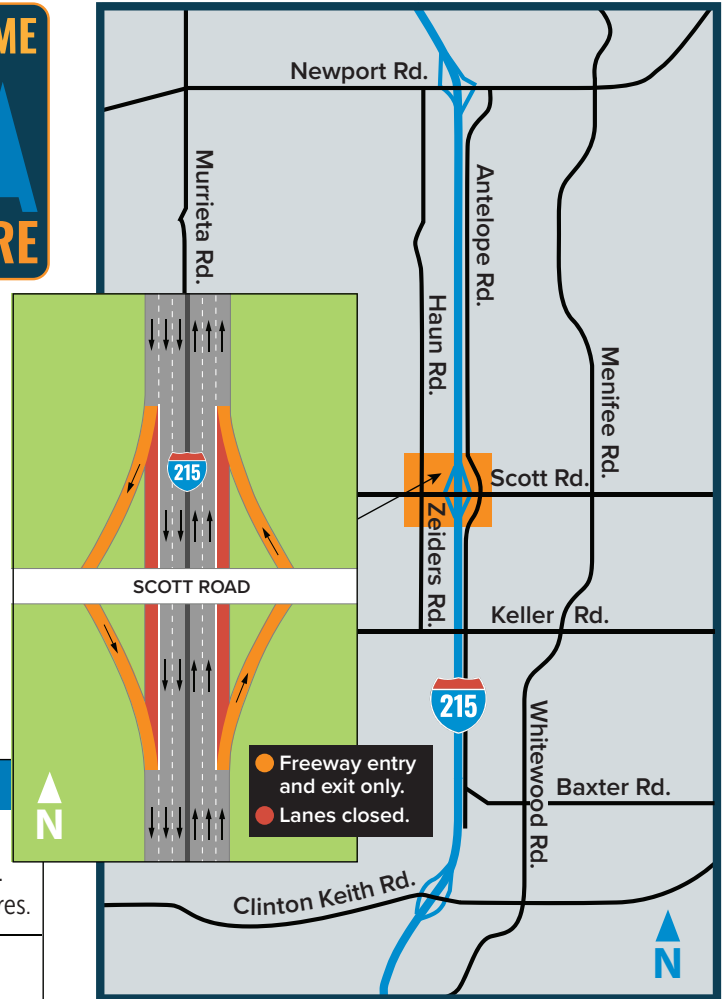 ME
RE
Newport Rd.
Murrieta Rd.
Antelope Rd.
Haun Rd.
Menifee Rd.
215
Scott Rd.
Zeiders Rd.
SCOTT ROAD
Keller Rd.
215
Whitewood Rd.
Freeway entry
and exit only.
Lanes closed.
Baxter Rd.
N
res.
Clinton Keith Rd.
N